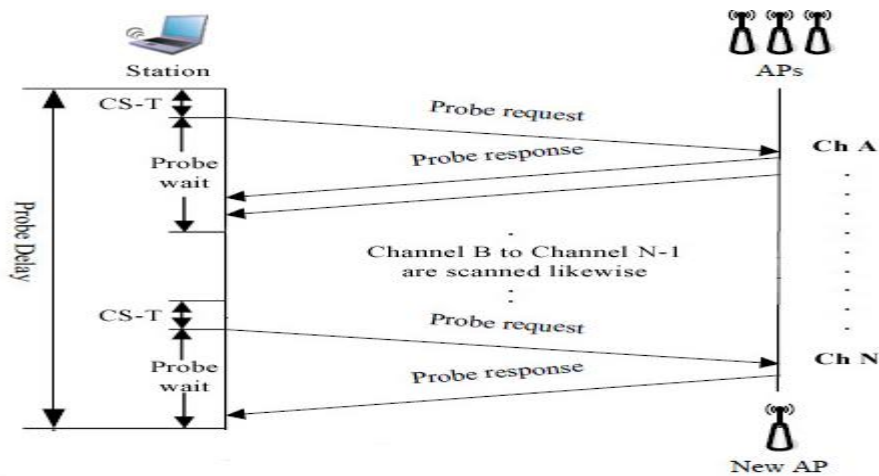 Station
APs
CS-T
Probe request
Ch A
Probe response
Probe
wait
Probe Delay
Channel B to Channel N-1
are scanned likewise
CS-T
Probe request
Ch N
Probe response
Probe
wait
New AP